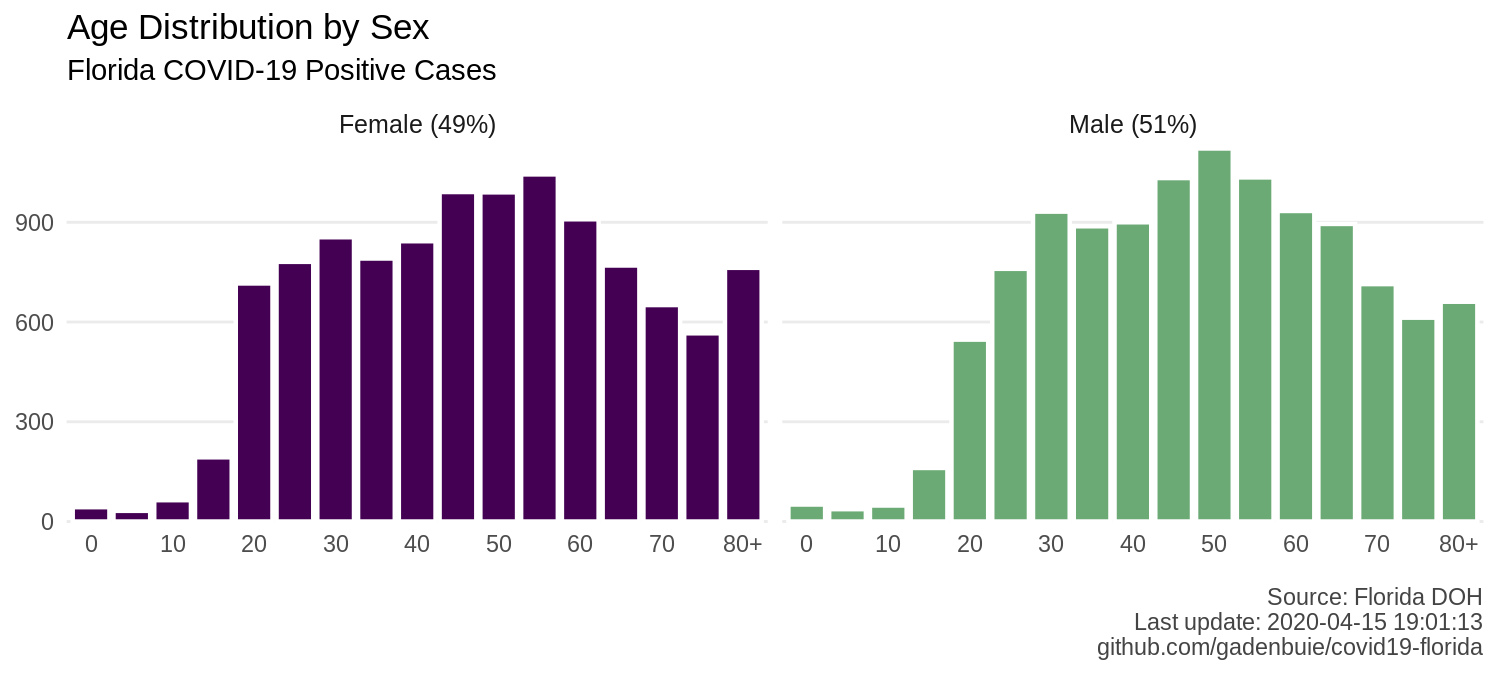 Age Distribution by Sex
Florida COVID-19 Positive Cases
Female (49%)
Male (51%)
900
600
300
0
0 10 20 30 40 50 60 70 80+
0 10 20 30 40 50 60 70 80+
Source: Florida DOH
Last update: 2020-04-15 19:01:13
github.com/gadenbuie/covid19-florida